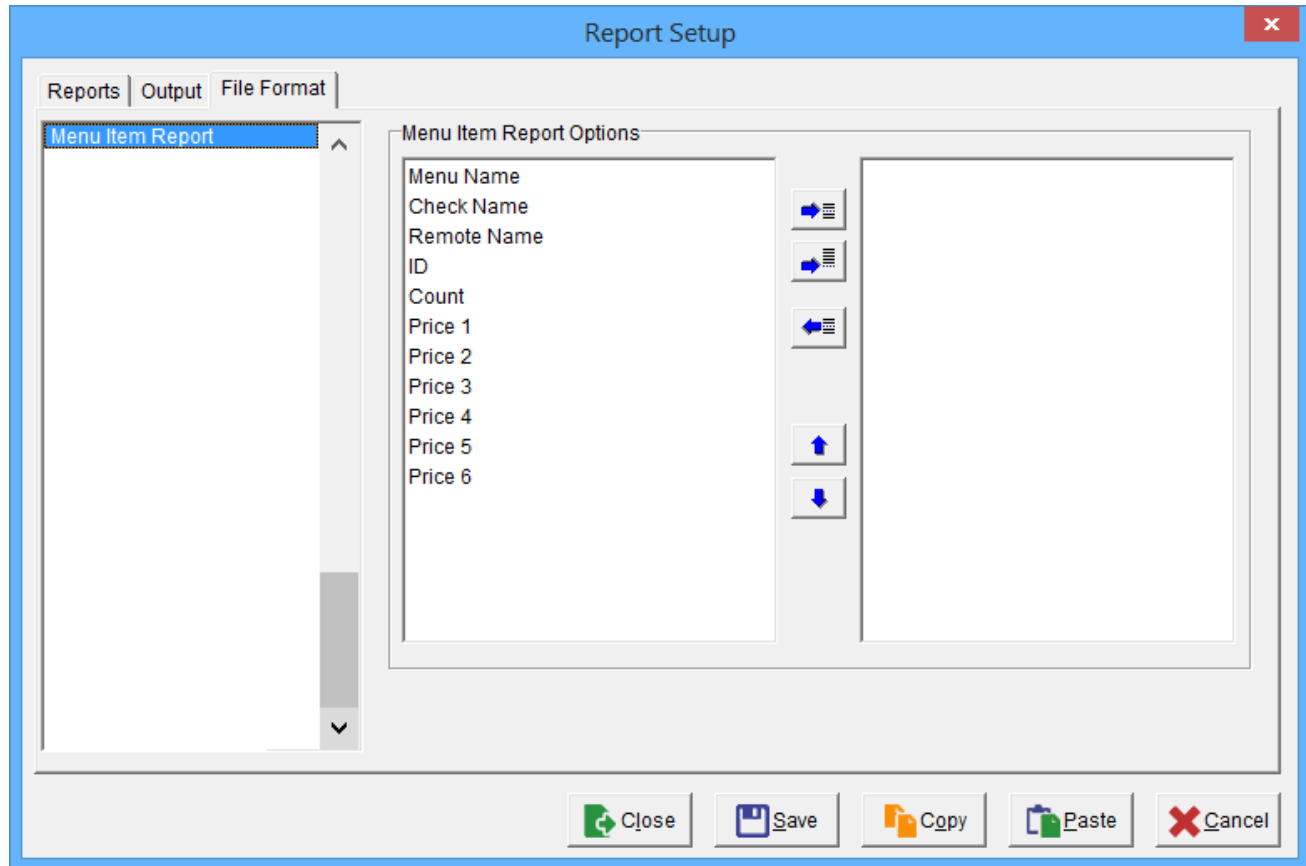 Report Setup
Reports Output File Format
Menu Item Report
Menu Item Report Options
Menu Name
Check Name
Remote Name
ID
Count
Price 1
Price 2
Price 3
Price 4
Price 5
Price 6
Close Save Copy Paste Cancel